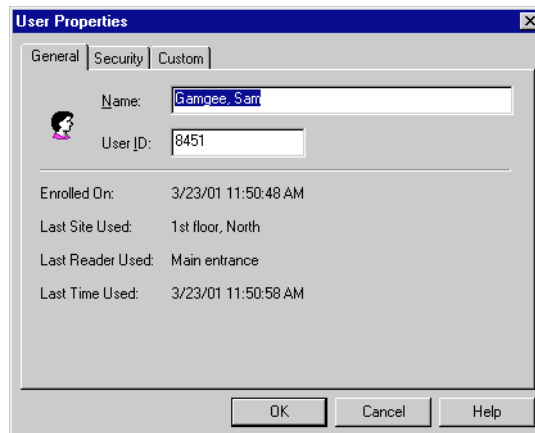 User Properties
General Security Custom
Name: Gamgee, Sam
User ID: 8451
Enrolled On: 3/23/01 11:50:48 AM
Last Site Used: 1st floor, North
Last Reader Used: Main entrance
Last Time Used: 3/23/01 11:50:58 AM
OK Cancel Help